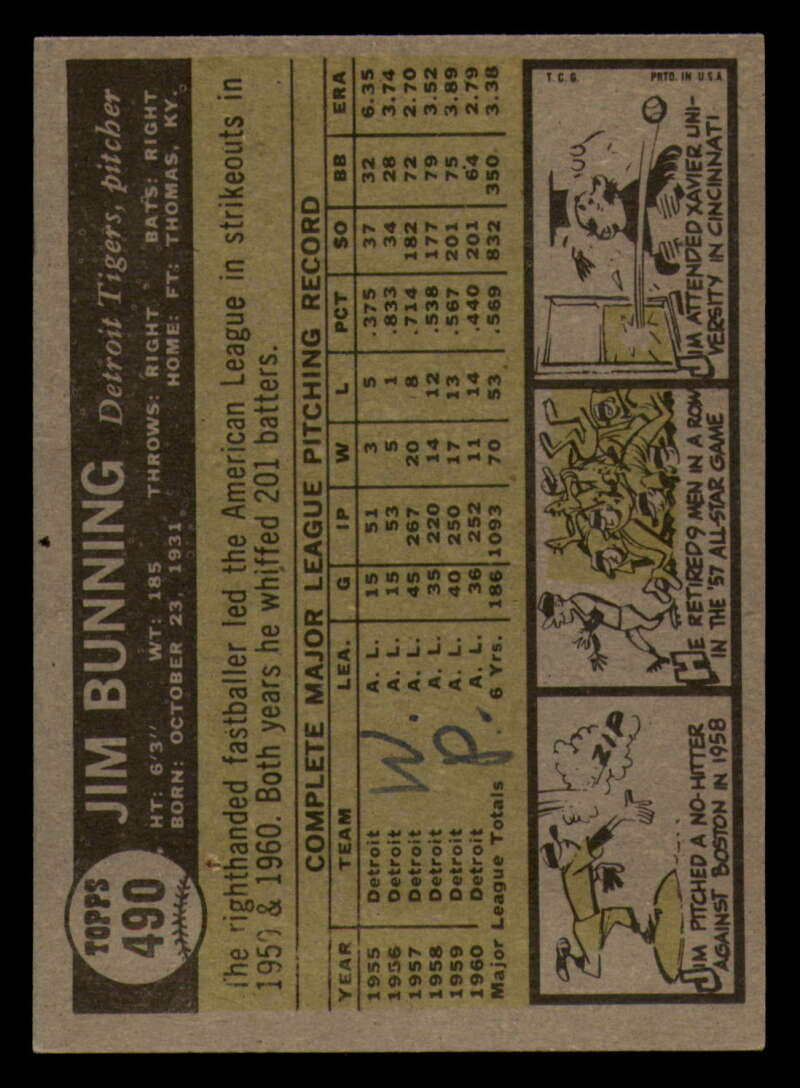 TOPPS
490
JIM BUNNING Detroit Tigers, pitcher
HT: 6'3" WT: 185 THROWS: RIGHT BATS: RIGHT
BORN: OCTOBER 23, 1931 HOME: FT: THOMAS, KY.
The righthanded fastballer led the American League in strikeouts in
1959 & 1960. Both years he whiffed 201 batters.
COMPLETE MAJOR LEAGUE PITCHING RECORD
YEAR TEAM LEA. G IP W L PCT SO BB ERA
1955 Detroit A. L. 15 51 3 5 .375 37 32 6.35
1956 Detroit A. L. 15 53 5 1 .833 34 28 3.74
1957 Detroit A. L. 45 267 20 8 .714 182 72 2.70
1958 Detroit A. L. 35 220 14 12 .538 177 79 3.52
1959 Detroit A. L. 40 250 17 13 .567 201 75 3.89
1960 Detroit A. L. 36 252 11 14 .440 201 64 2.79
Major League Totals 6 Yrs. 186 1093 70 53 .569 832 350 3.38
W.
P.
ZIP
JIM PITCHED A NO-HITTER
AGAINST BOSTON IN 1958
HE RETIRED 9 MEN IN A ROW
IN THE '57 ALL-STAR GAME
T.C.G. PRTD. IN U.S.A.
JIM ATTENDED XAVIER UNI-
VERSITY IN CINCINNATI